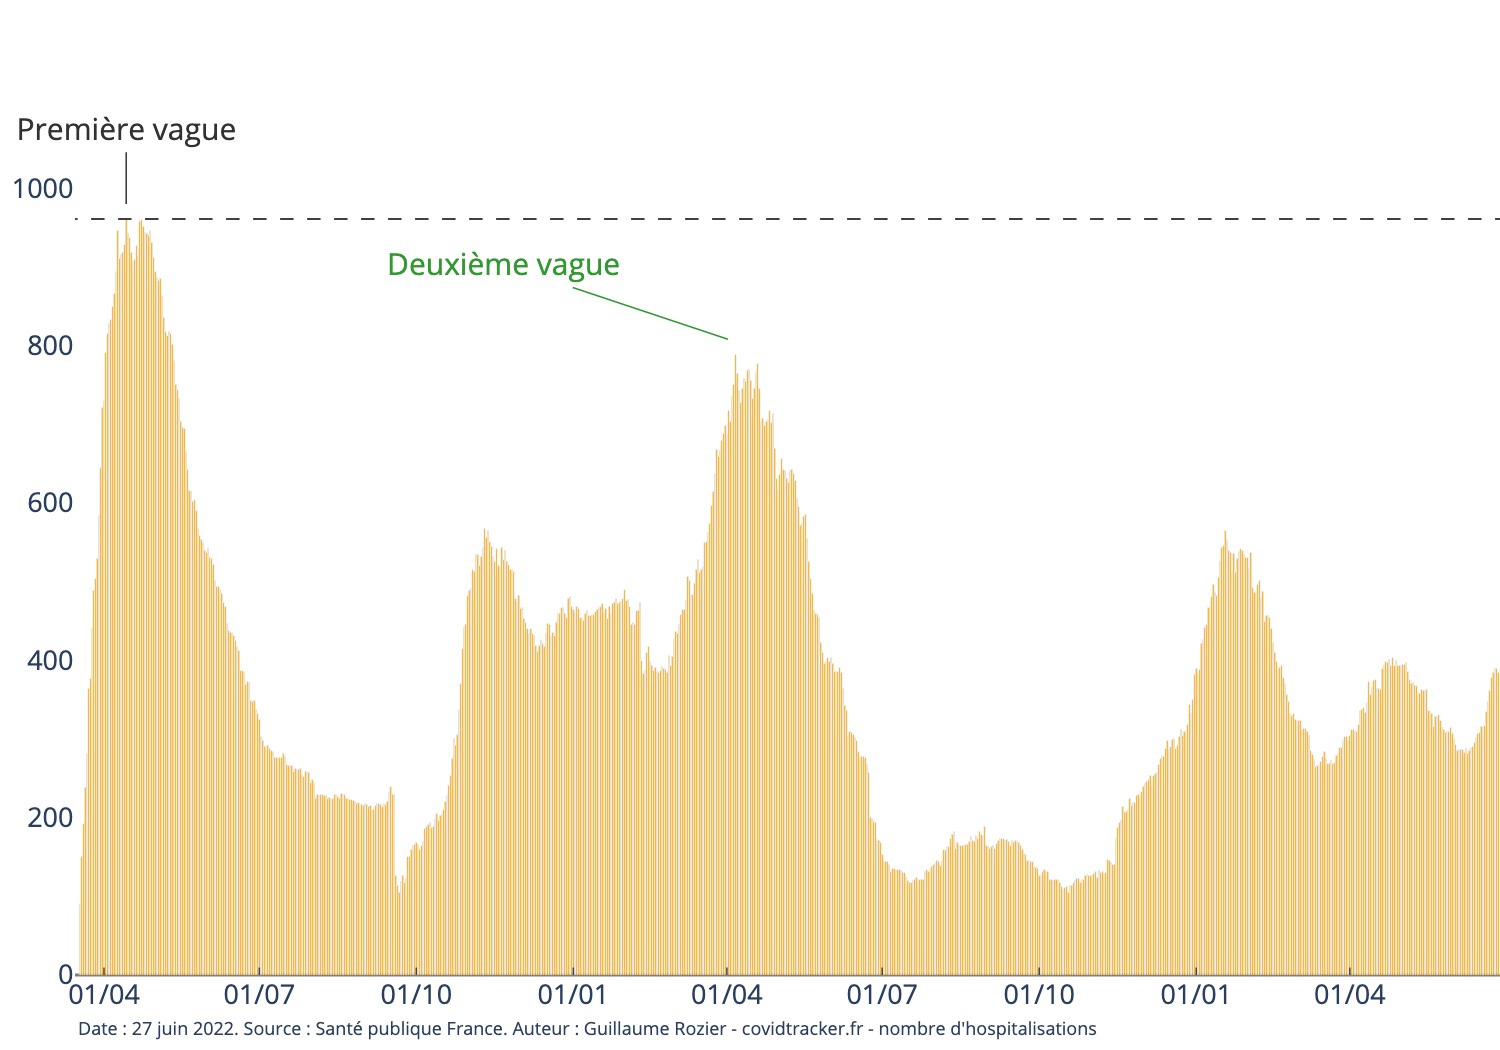 Première vague
1000
Deuxième vague
800
600
400
200
0
01/04 01/07 01/10 01/01 01/04 01/07 01/10 01/01 01/04
Date : 27 juin 2022. Source : Santé publique France. Auteur : Guillaume Rozier - covidtracker.fr - nombre d'hospitalisations